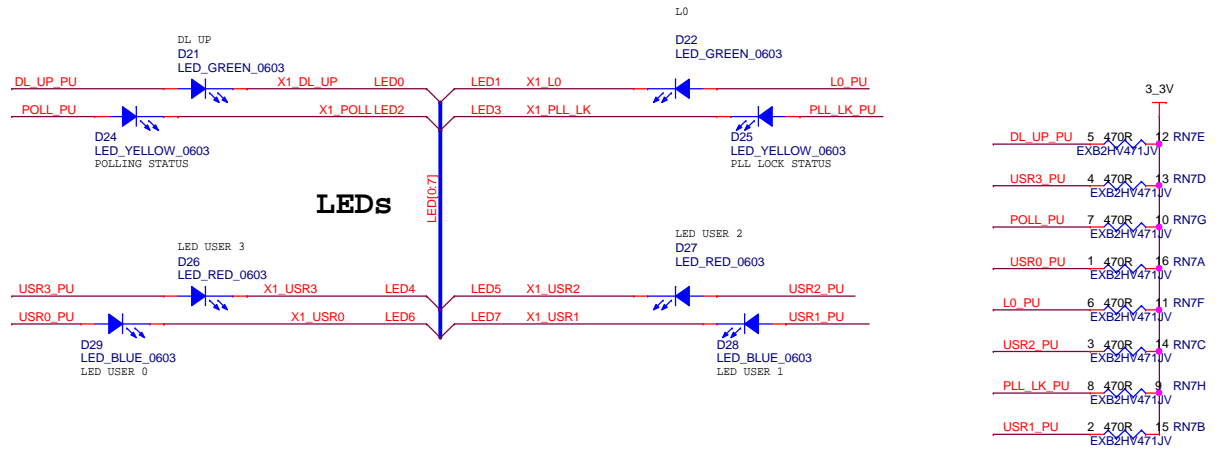 DL UP
D21
LED_GREEN_0603
DL_UP_PU
X1_DL_UP
LED0
POLL_PU
X1_POLL
LED2
D24
LED_YELLOW_0603
POLLING STATUS
L0
D22
LED_GREEN_0603
LED1
X1_L0
L0_PU
LED3
X1_PLL_LK
PLL_LK_PU
D25
LED_YELLOW_0603
PLL LOCK STATUS
LEDs
LED[0:7]
LED USER 3
D26
LED_RED_0603
USR3_PU
X1_USR3
LED4
USR0_PU
X1_USR0
LED6
D29
LED_BLUE_0603
LED USER 0
LED USER 2
D27
LED_RED_0603
LED5
X1_USR2
USR2_PU
LED7
X1_USR1
USR1_PU
D28
LED_BLUE_0603
LED USER 1
3_3V
DL_UP_PU 5 470R 12 RN7E
EXB2HV471JV
USR3_PU 4 470R 13 RN7D
EXB2HV471JV
POLL_PU 7 470R 10 RN7G
EXB2HV471JV
USR0_PU 1 470R 16 RN7A
EXB2HV471JV
L0_PU 6 470R 11 RN7F
EXB2HV471JV
USR2_PU 3 470R 14 RN7C
EXB2HV471JV
PLL_LK_PU 8 470R 9 RN7H
EXB2HV471JV
USR1_PU 2 470R 15 RN7B
EXB2HV471JV